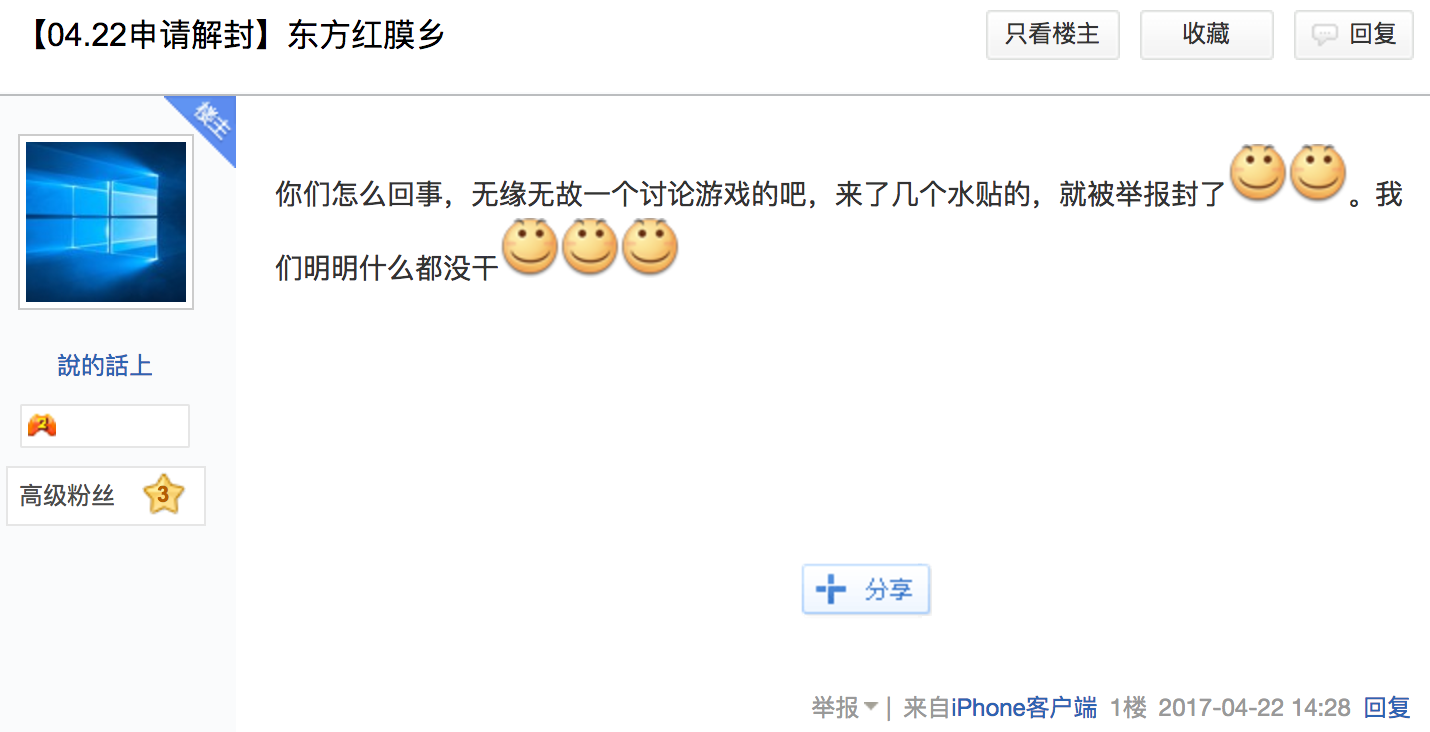 【04.22申请解封】东方红膜乡
只看楼主
收藏
回复
楼主
你们怎么回事，无缘无故一个讨论游戏的吧，来了几个水贴的，就被举报封了。我
们明明什么都没干
說的話上
2
高级粉丝 3
分享
举报 | 来自iPhone客户端 1楼 2017-04-22 14:28 回复